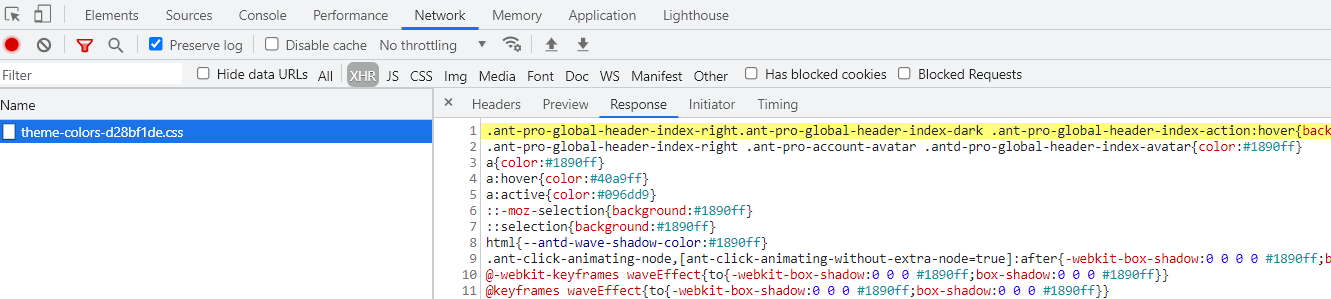 Elements Sources Console Performance Network Memory Application Lighthouse
Preserve log Disable cache No throttling
Filter Hide data URLs All XHR JS CSS Img Media Font Doc WS Manifest Other Has blocked cookies Blocked Requests
Name × Headers Preview Response Initiator Timing
theme-colors-d28bf1de.css
1 .ant-pro-global-header-index-right.ant-pro-global-header-index-dark .ant-pro-global-header-index-action:hover{back
2 .ant-pro-global-header-index-right .ant-pro-account-avatar .antd-pro-global-header-index-avatar{color:#1890ff}
3 a{color:#1890ff}
4 a:hover{color:#40a9ff}
5 a:active{color:#096dd9}
6 ::-moz-selection{background:#1890ff}
7 ::selection{background:#1890ff}
8 html{--antd-wave-shadow-color:#1890ff}
9 .ant-click-animating-node,[ant-click-animating-without-extra-node=true]:after{-webkit-box-shadow:0 0 0 0 #1890ff;b
10 @-webkit-keyframes waveEffect{to{-webkit-box-shadow:0 0 0 #1890ff;box-shadow:0 0 0 #1890ff}}
11 @keyframes waveEffect{to{-webkit-box-shadow:0 0 0 #1890ff;box-shadow:0 0 0 #1890ff}}